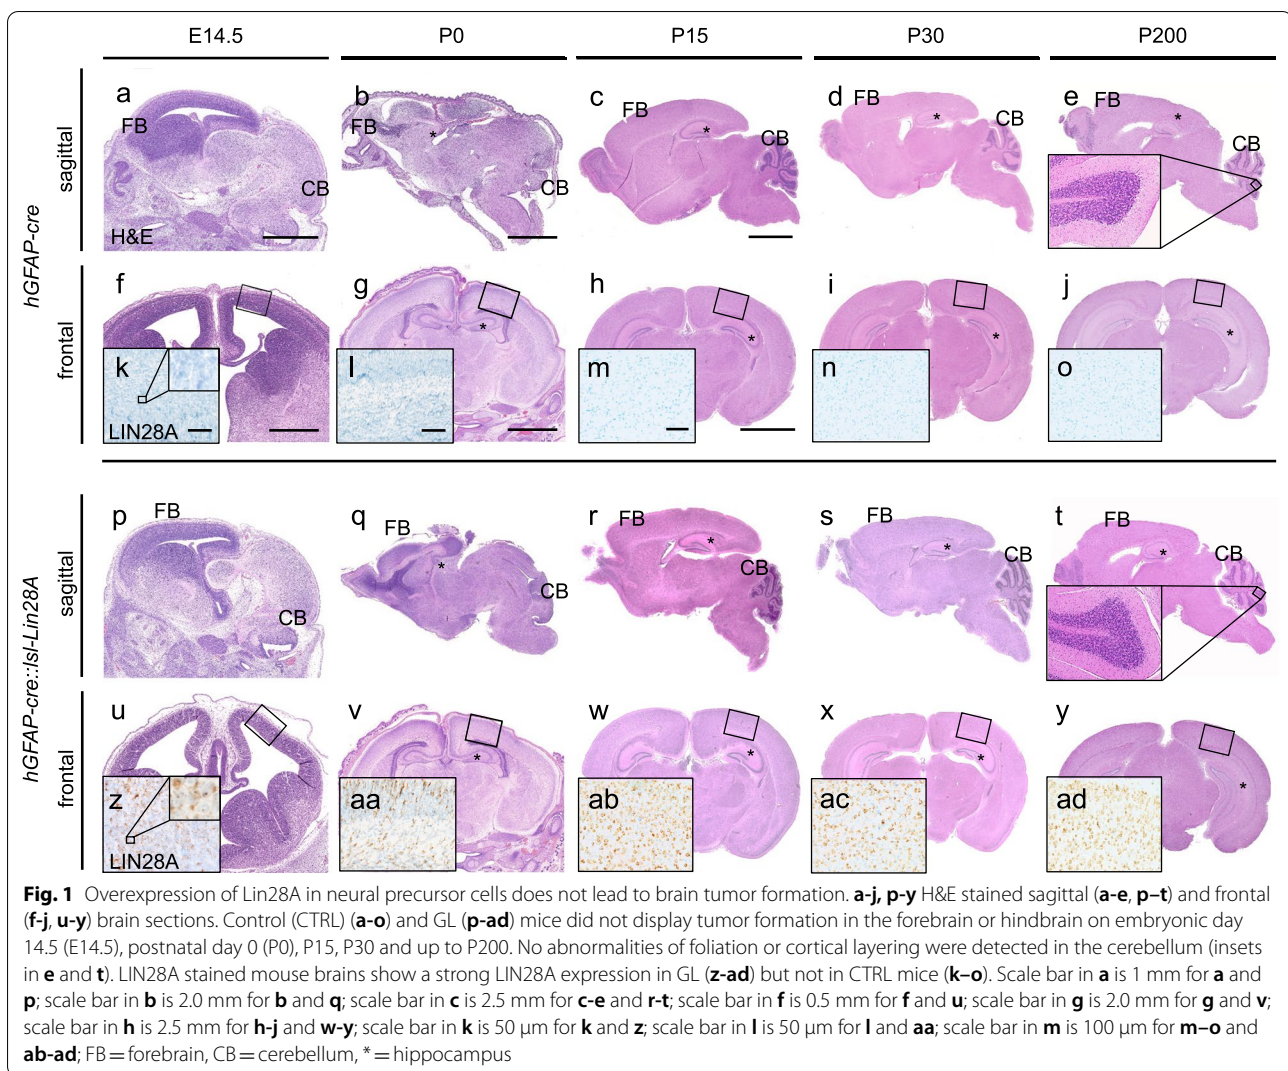 E14.5 P0 P15 P30 P200
hGFAP-cre
sagittal
a b c d e
FB FB FB FB FB
* * * *
CB CB CB CB CB
H&E
frontal
f g h i j
* * * *
k l m n o
LIN28A
hGFAP-cre::lsl-Lin28A
sagittal
p q r s t
FB FB FB FB FB
* * * *
CB CB CB CB CB
frontal
u v w x y
* * * *
z aa ab ac ad
LIN28A
Fig. 1 Overexpression of Lin28A in neural precursor cells does not lead to brain tumor formation. a-j, p-y H&E stained sagittal (a-e, p–t) and frontal
(f-j, u-y) brain sections. Control (CTRL) (a-o) and GL (p-ad) mice did not display tumor formation in the forebrain or hindbrain on embryonic day
14.5 (E14.5), postnatal day 0 (P0), P15, P30 and up to P200. No abnormalities of foliation or cortical layering were detected in the cerebellum (insets
in e and t). LIN28A stained mouse brains show a strong LIN28A expression in GL (z-ad) but not in CTRL mice (k–o). Scale bar in a is 1 mm for a and
p; scale bar in b is 2.0 mm for b and q; scale bar in c is 2.5 mm for c-e and r-t; scale bar in f is 0.5 mm for f and u; scale bar in g is 2.0 mm for g and v;
scale bar in h is 2.5 mm for h-j and w-y; scale bar in k is 50 µm for k and z; scale bar in l is 50 µm for l and aa; scale bar in m is 100 µm for m–o and
ab-ad; FB = forebrain, CB = cerebellum, * = hippocampus